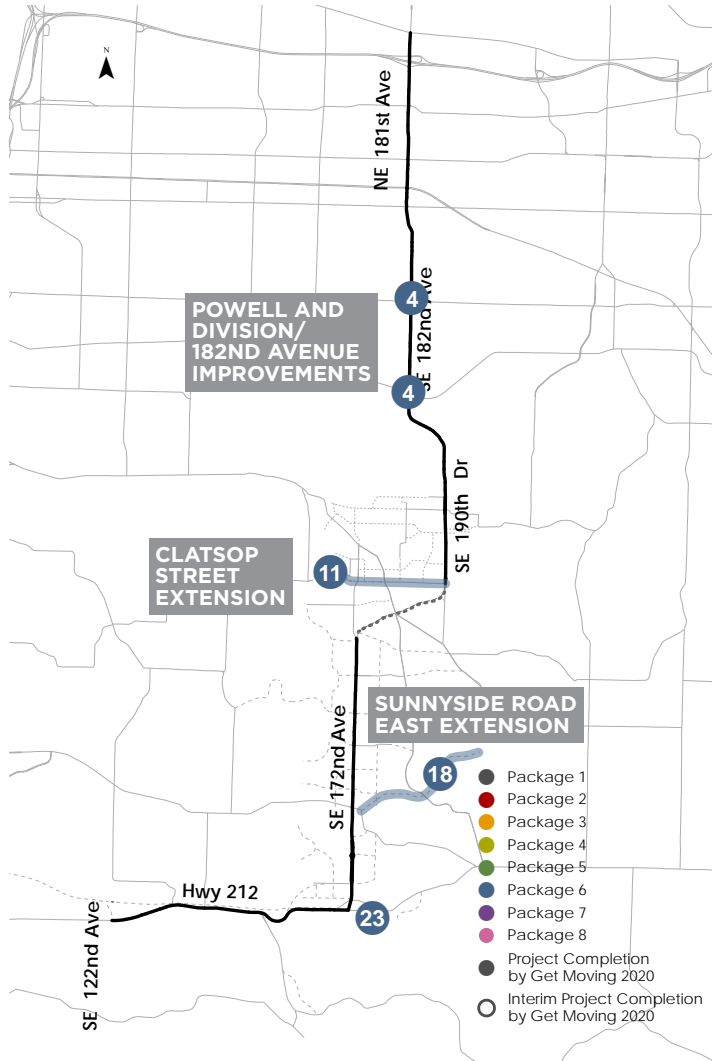 N
NE 181st Ave
SE 182nd Ave
4
POWELL AND
DIVISION/
182ND AVENUE
IMPROVEMENTS
4
SE 190th Dr
CLATSOP
STREET
EXTENSION
11
SUNNYSIDE ROAD
EAST EXTENSION
SE 172nd Ave
18
Hwy 212
23
SE 122nd Ave
Package 1
Package 2
Package 3
Package 4
Package 5
Package 6
Package 7
Package 8
Project Completion
by Get Moving 2020
Interim Project Completion
by Get Moving 2020